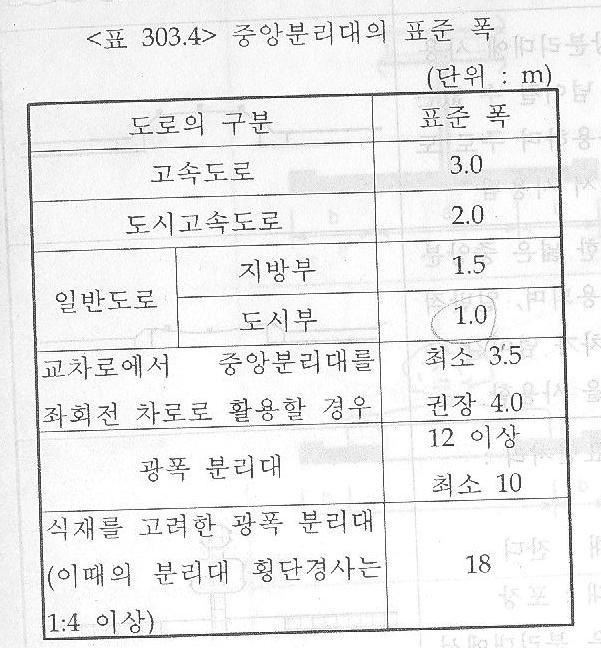 <표 303.4> 중앙분리대의 표준 폭
(단위 : m)
도로의 구분 표준 폭
고속도로 3.0
도시고속도로 2.0
일반도로 지방부 1.5
도시부 1.0
교차로에서 중앙분리대를 최소 3.5
좌회전 차로로 활용할 경우 권장 4.0
광폭 분리대 12 이상
최소 10
식재를 고려한 광폭 분리대
(이때의 분리대 횡단경사는 18
1:4 이상)